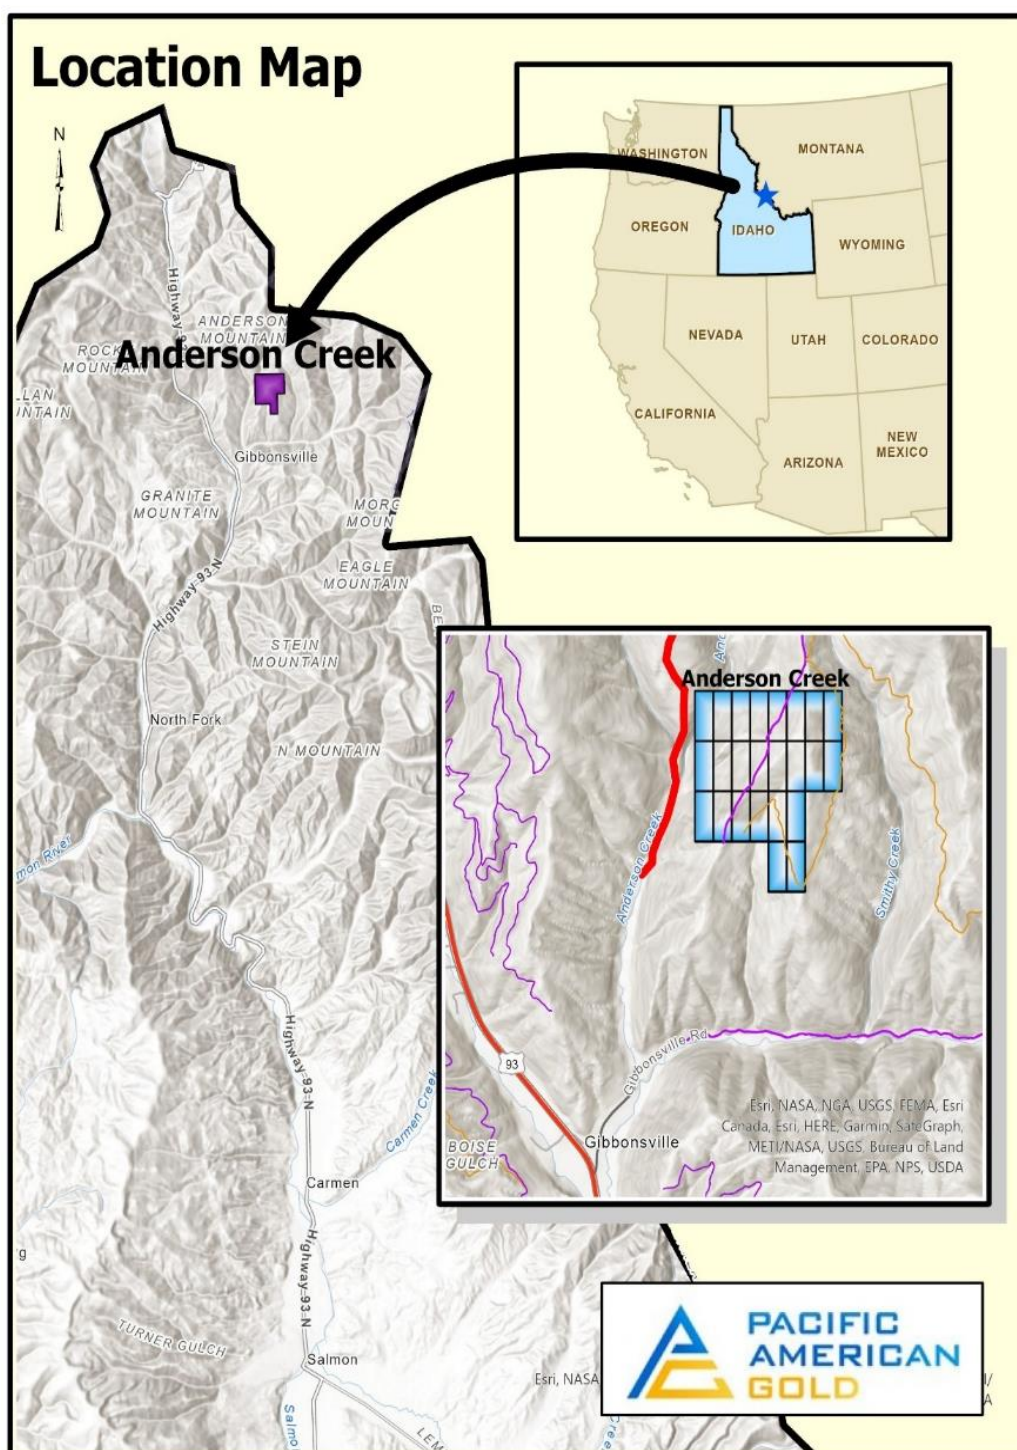 Location Map
N
WASHINGTON
MONTANA
OREGON
IDAHO
WYOMING
NEVADA
UTAH
COLORADO
CALIFORNIA
ARIZONA
NEW
MEXICO
Highway 93
ANDERSON
MOUNTAIN
Anderson Creek
MOUNTAIN
Gibbonsville
GRANITE
MOUNTAIN
EAGLE
MOUNTAIN
Highway 93 N
STEIN
MOUNTAIN
North Fork
N MOUNTAIN
River
Highway 93 N
Carmen Creek
Carmen
Highway 93 N
TURNER GULCH
Salmon
Anderson Creek
Anderson Creek
Smithy Creek
Gibbonsville Rd
93
Gibbonsville
BOISE
GULCH
Esri, NASA, NGA, USGS, FEMA, Esri
Canada, Esri, HERE, Garmin, SafeGraph,
METI/NASA, USGS, Bureau of Land
Management, EPA, NPS, USDA
Esri, NASA
PACIFIC
AMERICAN
GOLD